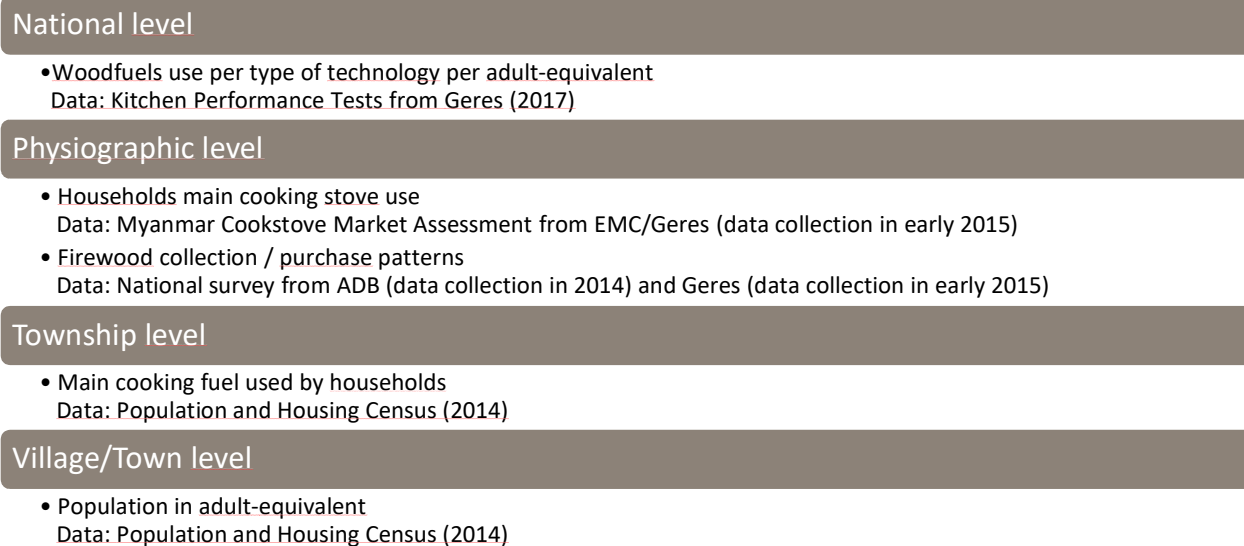 National level
•Woodfuels use per type of technology per adult-equivalent
Data: Kitchen Performance Tests from Geres (2017)
Physiographic level
• Households main cooking stove use
Data: Myanmar Cookstove Market Assessment from EMC/Geres (data collection in early 2015)
• Firewood collection / purchase patterns
Data: National survey from ADB (data collection in 2014) and Geres (data collection in early 2015)
Township level
• Main cooking fuel used by households
Data: Population and Housing Census (2014)
Village/Town level
• Population in adult-equivalent
Data: Population and Housing Census (2014)